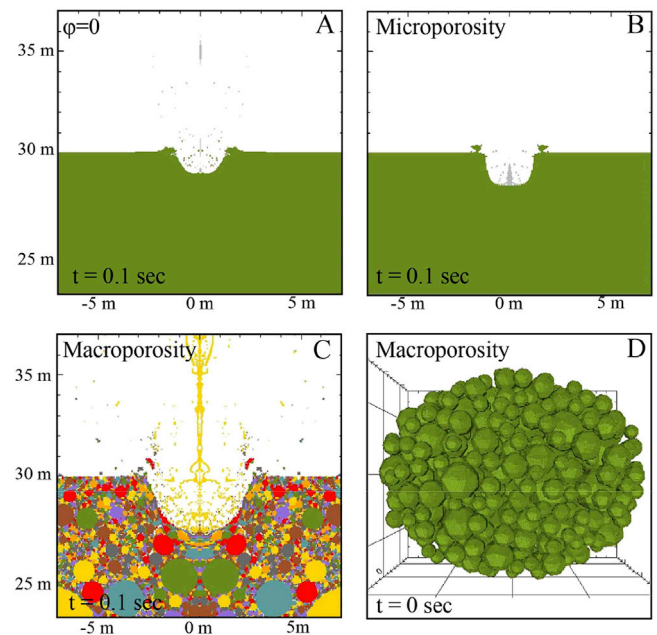 φ=0 A
35 m
30 m
25 m
t = 0.1 sec
-5 m 0 m 5 m
Microporosity B
t = 0.1 sec
-5 m 0 m 5 m
Macroporosity C
35 m
30 m
25 m
t = 0.1 sec
-5 m 0 m 5m
Macroporosity D
t = 0 sec